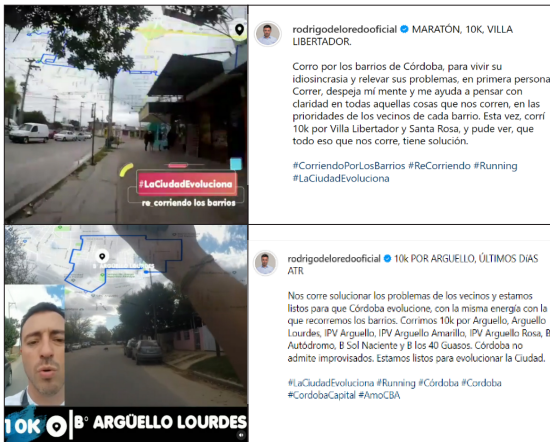 rodrigodeloredooficial MARATÓN, 10K, VILLA
LIBERTADOR.
Corro por los barrios de Córdoba, para vivir su
idiosincrasia y relevar sus problemas, en primera persona
Correr, despeja mí mente y me ayuda a pensar con
claridad en todas aquellas cosas que nos corren, en las
prioridades de los vecinos de cada barrio. Esta vez, corrí
10k por Villa Libertador y Santa Rosa, y pude ver, que
todo eso que nos corre, tiene solución.
#CorriendoPorLosBarrios #ReCorriendo #Running
#LaCiudadEvoluciona
#LaCiudadEvoluciona
re_corriendo los barrios
rodrigodeloredooficial 10k POR ARGUELLO, ÚLTIMOS DíAS
ATR
Nos corre solucionar los problemas de los vecinos y estamos
listos para que Córdoba evolucione, con la misma energía con la
que recorremos los barrios. Corrimos 10k por Arguello, Arguello
Lourdes, IPV Arguello, IPV Arguello Amarillo, IPV Arguello Rosa, B
Autódromo, B Sol Naciente y B los 40 Guasos. Córdoba no
admite improvisados. Estamos listos para evolucionar la Ciudad.
#LaCiudadEvoluciona #Running #Córdoba #Cordoba
#CordobaCapital #AmoCBA
10K Bº ARGÜELLO LOURDES